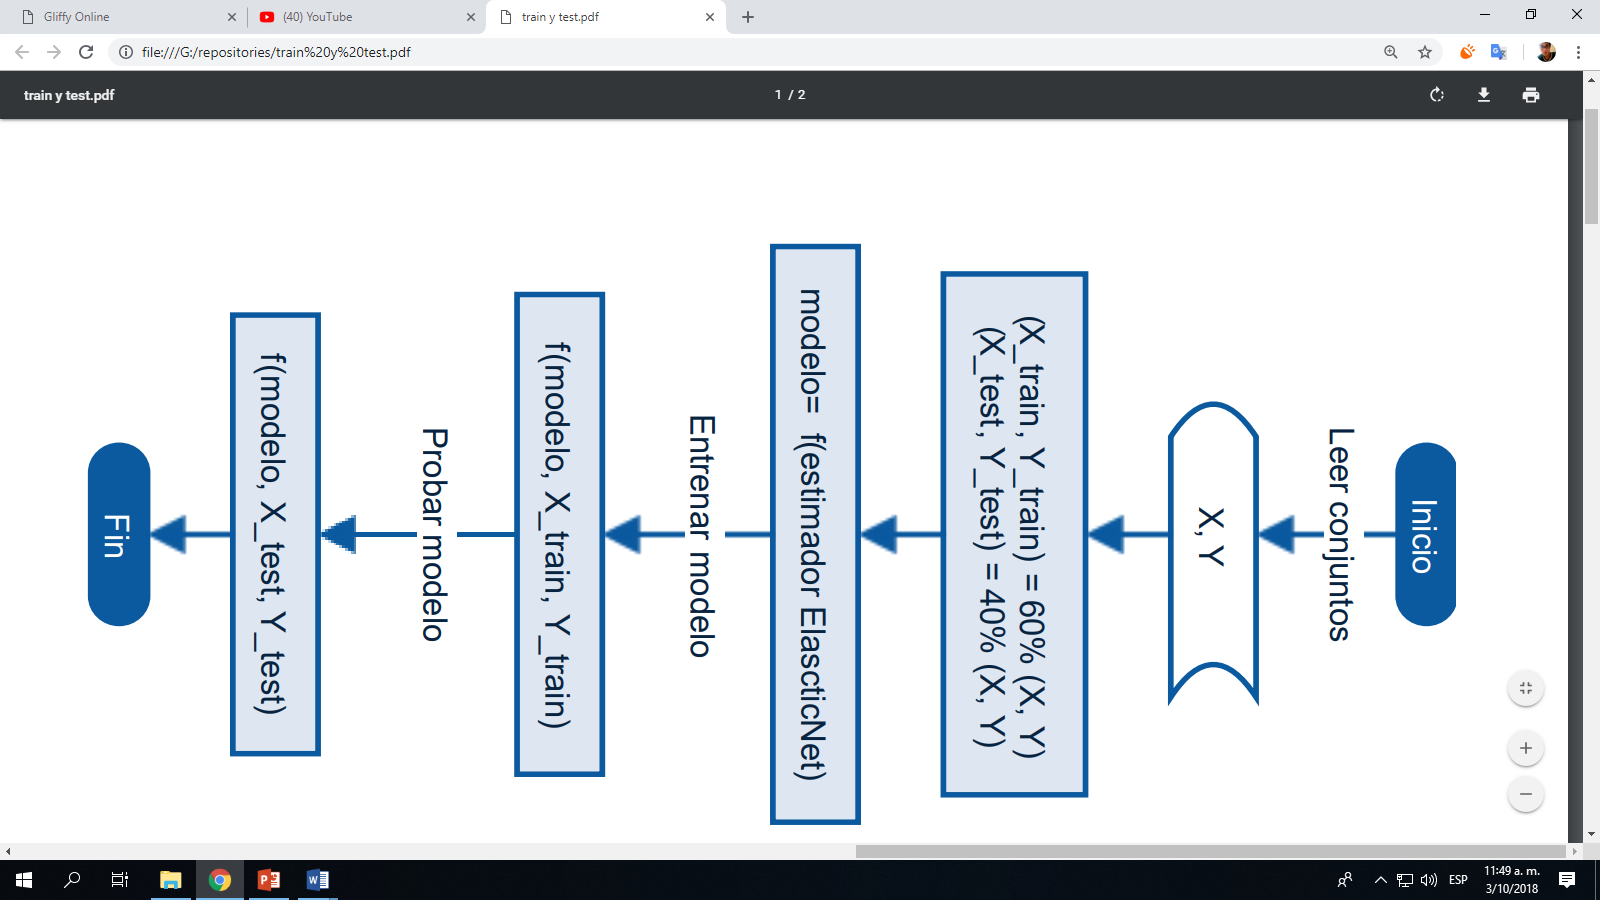 Gliffy Online
(40) YouTube
train y test.pdf
file:///G:/repositories/train%20y%20test.pdf
train y test.pdf
1 / 2
Inicio
Leer conjuntos
X, Y
(X_train, Y_train) = 60% (X, Y)
(X_test, Y_test) = 40% (X, Y)
modelo= f(estimador ElascticNet)
Entrenar modelo
f(modelo, X_train, Y_train)
Probar modelo
f(modelo, X_test, Y_test)
Fin
ESP
11:49 a. m.
3/10/2018